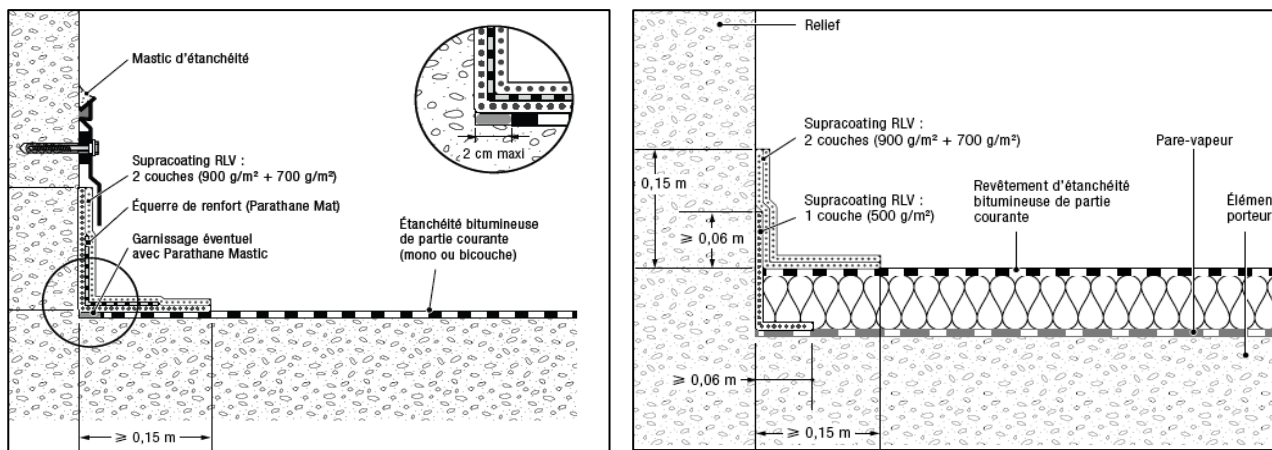 Mastic d'étanchéité
2 cm maxi
Supracoating RLV :
2 couches (900 g/m² + 700 g/m²)
Équerre de renfort (Parathane Mat)
Garnissage éventuel
avec Parathane Mastic
Étanchéité bitumineuse
de partie courante
(mono ou bicouche)
≥ 0,15 m
Relief
Supracoating RLV :
2 couches (900 g/m² + 700 g/m²)
Pare-vapeur
0,15 m
Supracoating RLV :
1 couche (500 g/m²)
Revêtement d'étanchéité
bitumineuse de partie
courante
Élémen
porteur
≥ 0,06 m
≥ 0,06 m
≥ 0,15 m